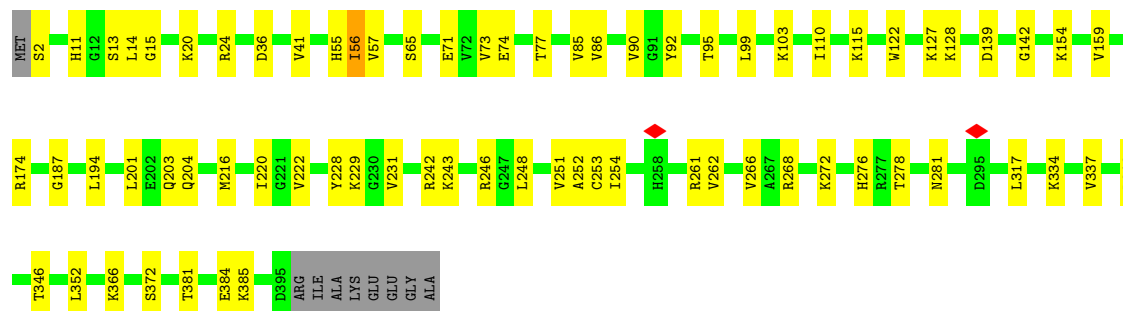 MET S2 H11 G12 S13 L14 G15 K20 R24 D36 V41 H55 I56 V57 S65 E71 V72 V73 E74 T77 V85 V86 V90 G91 Y92 T95 L99 K103 I110 K115 W122 K127 K128 D139 G142 K154 V159
R174 G187 L194 L201 E202 Q203 Q204 M216 I220 G221 V222 Y228 K229 G230 V231 R242 K243 R246 G247 L248 V251 A252 C253 I254 H258 R261 V262 V266 A267 R268 K272 H276 R277 T278 N281 D295 L317 K334 V337
T346 L352 K366 S372 T381 E384 K385 D395 ARG ILE ALA LYS GLU GLU GLY ALA